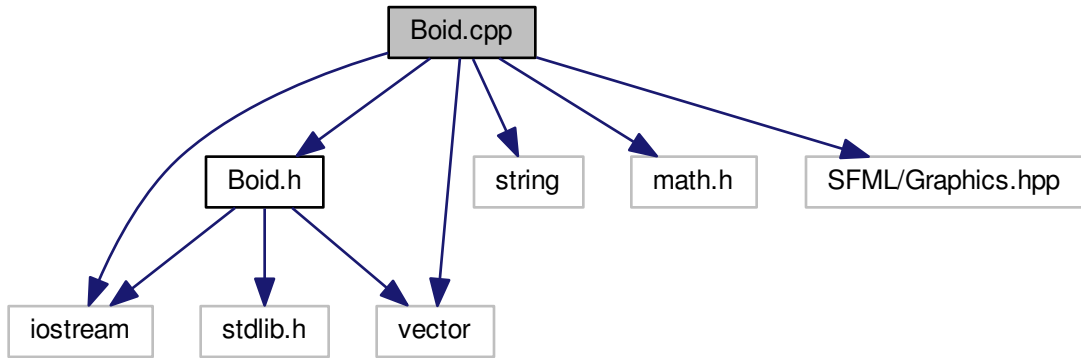 Boid.cpp
Boid.h
string
math.h
SFML/Graphics.hpp
iostream
stdlib.h
vector